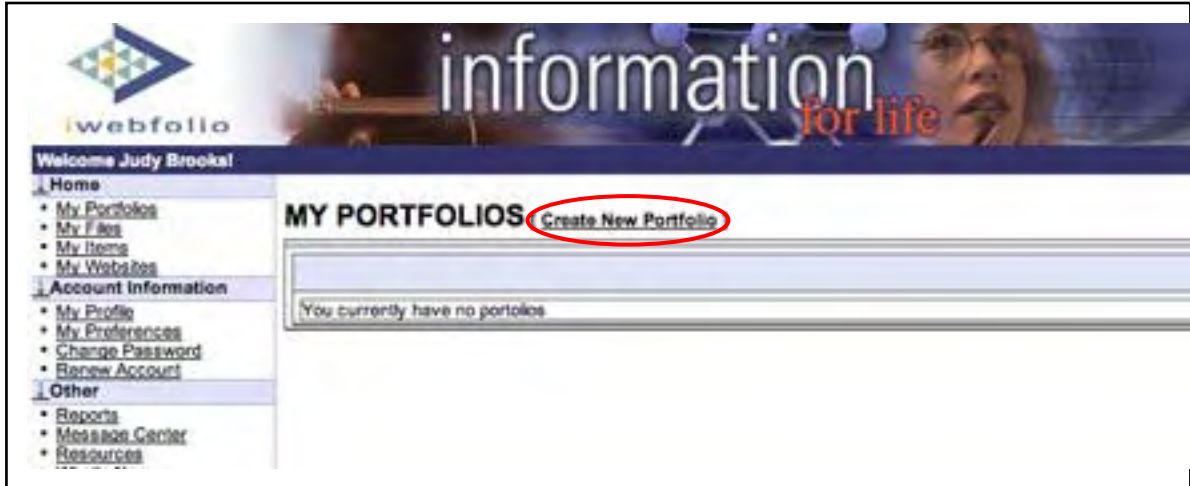 information
for life
iwebfolio
Welcome Judy Brooks!
Home
• My Portfolios
• My Files
• My Items
• My Websites
Account Information
• My Profile
• My Preferences
• Change Password
• Renew Account
Other
• Reports
• Message Center
• Resources
MY PORTFOLIOS Create New Portfolio
You currently have no portolios